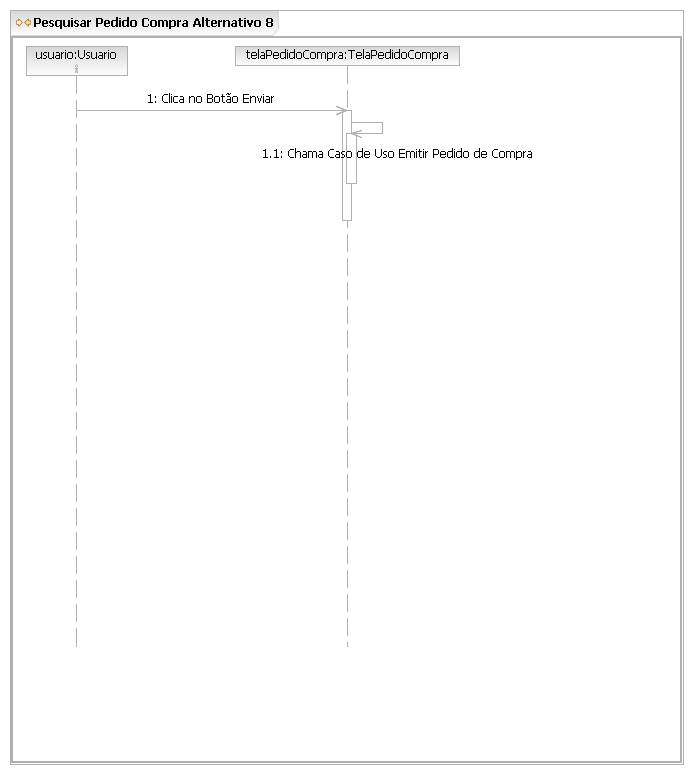 Pesquisar Pedido Compra Alternativo 8
usuario:Usuario
telaPedidoCompra:TelaPedidoCompra
1: Clica no Botão Enviar
1.1: Chama Caso de Uso Emitir Pedido de Compra